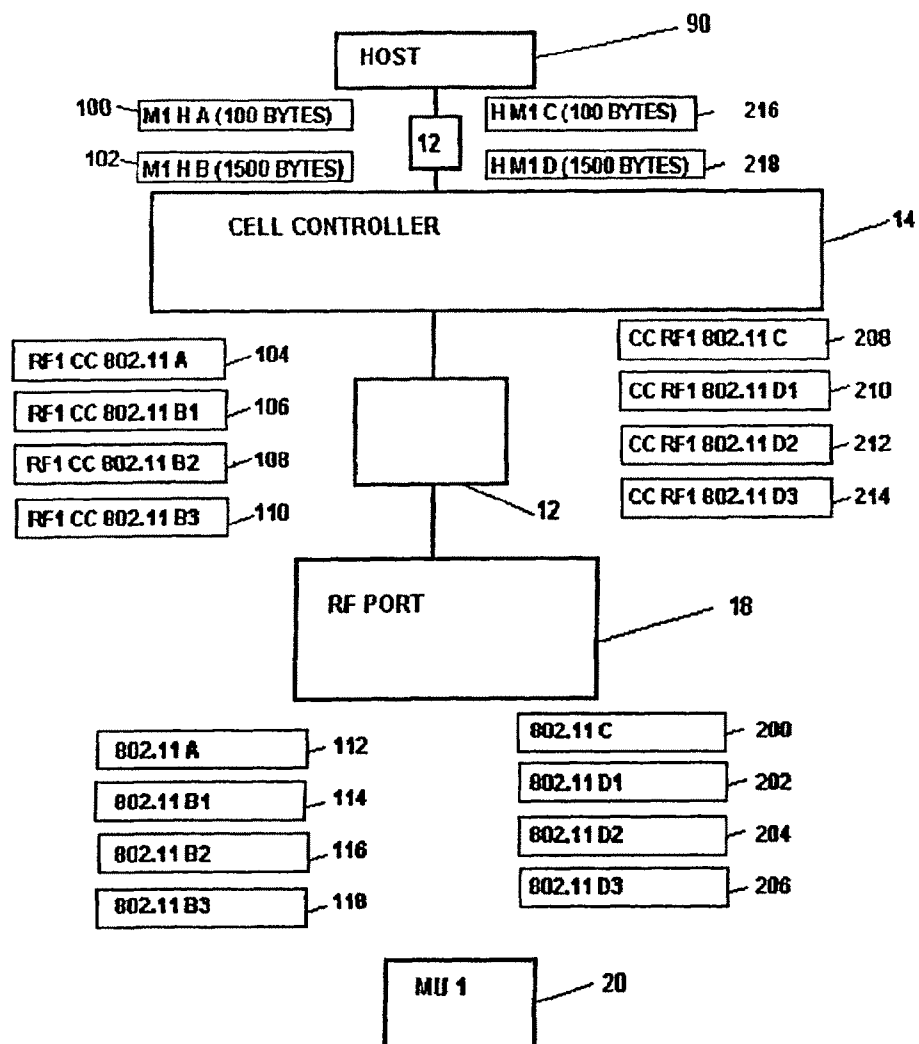 HOST 90
100 M1 H A (100 BYTES) 12 H M1 C (100 BYTES) 216
102 M1 H B (1500 BYTES) H M1 D (1500 BYTES) 218
CELL CONTROLLER 14
RF1 CC 802.11 A 104 CC RF1 802.11 C 208
RF1 CC 802.11 B1 106 CC RF1 802.11 D1 210
RF1 CC 802.11 B2 108 CC RF1 802.11 D2 212
RF1 CC 802.11 B3 110 12 CC RF1 802.11 D3 214
RF PORT 18
802.11 A 112 802.11 C 200
802.11 B1 114 802.11 D1 202
802.11 B2 116 802.11 D2 204
802.11 B3 118 802.11 D3 206
MU 1 20